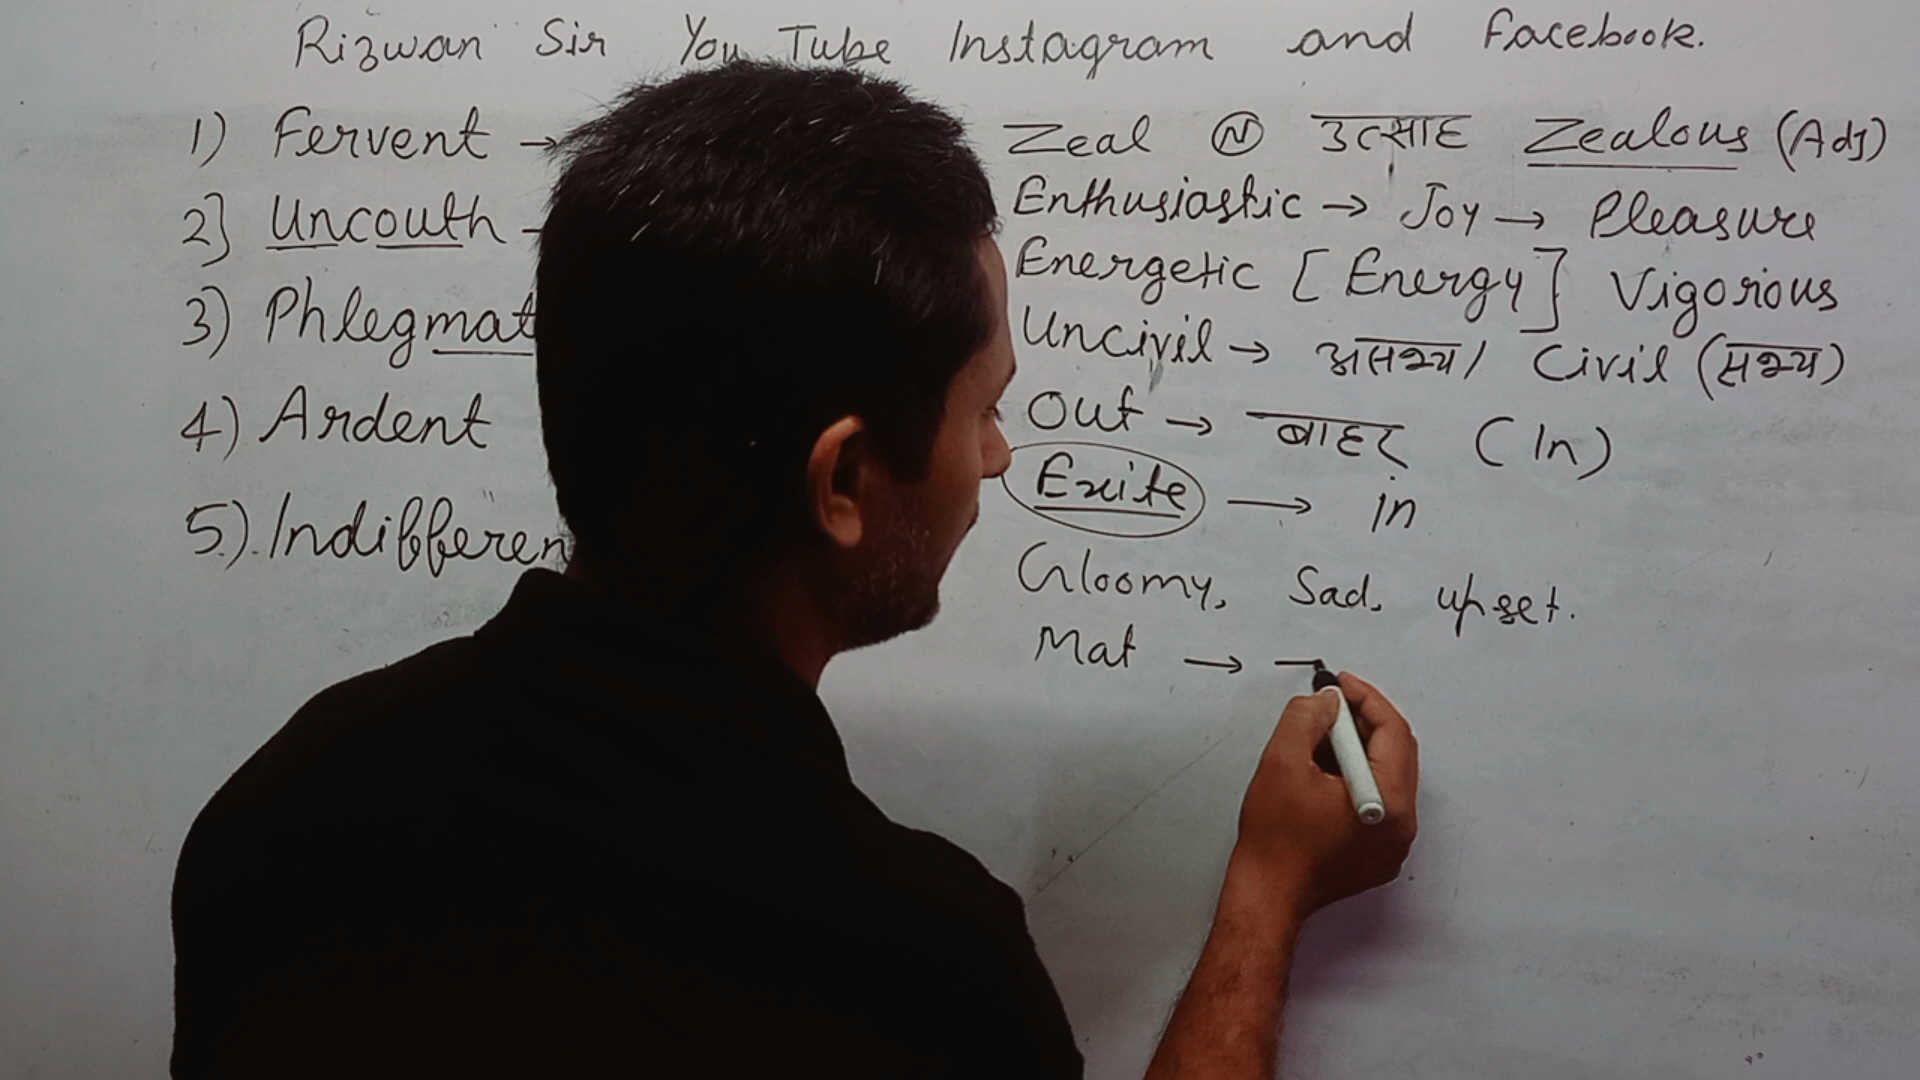 Rizwan Sir You Tube Instagram and Facebook.
1) Fervent →
2] Uncouth -
3) Phlegmat
4) Ardent
5). Indifferen
Zeal (N) उत्साह Zealous (Adj)
Enthusiastic → Joy → Pleasure
Energetic [Energy] Vigorious
Uncivil → असभ्य/ Civil (सभ्य)
Out → बाहर (In)
Exite → in
Gloomy, Sad, upset.
Mat →